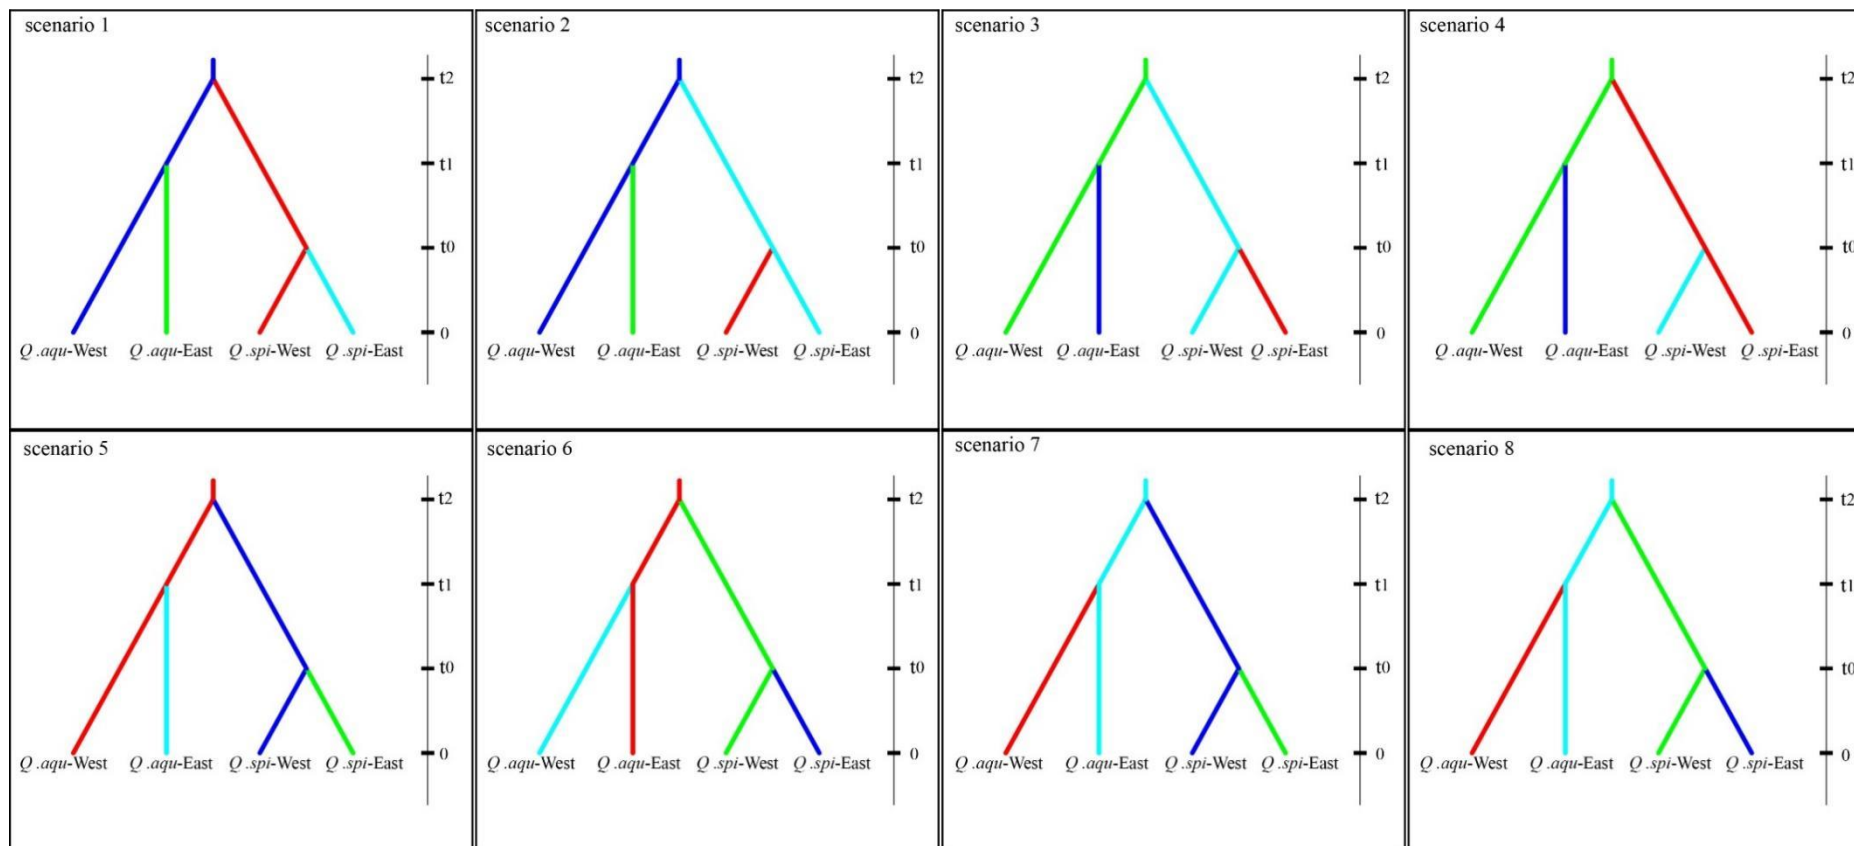 scenario 1
t2
t1
t0
0
Q .aqu-West Q .aqu-East Q .spi-West Q .spi-East
scenario 2
t2
t1
t0
0
Q .aqu-West Q .aqu-East Q .spi-West Q .spi-East
scenario 3
t2
t1
t0
0
Q .aqu-West Q .aqu-East Q .spi-West Q .spi-East
scenario 4
t2
t1
t0
0
Q .aqu-West Q .aqu-East Q .spi-West Q .spi-East
scenario 5
t2
t1
t0
0
Q .aqu-West Q .aqu-East Q .spi-West Q .spi-East
scenario 6
t2
t1
t0
0
Q .aqu-West Q .aqu-East Q .spi-West Q .spi-East
scenario 7
t2
t1
t0
0
Q .aqu-West Q .aqu-East Q .spi-West Q .spi-East
scenario 8
t2
t1
t0
0
Q .aqu-West Q .aqu-East Q .spi-West Q .spi-East